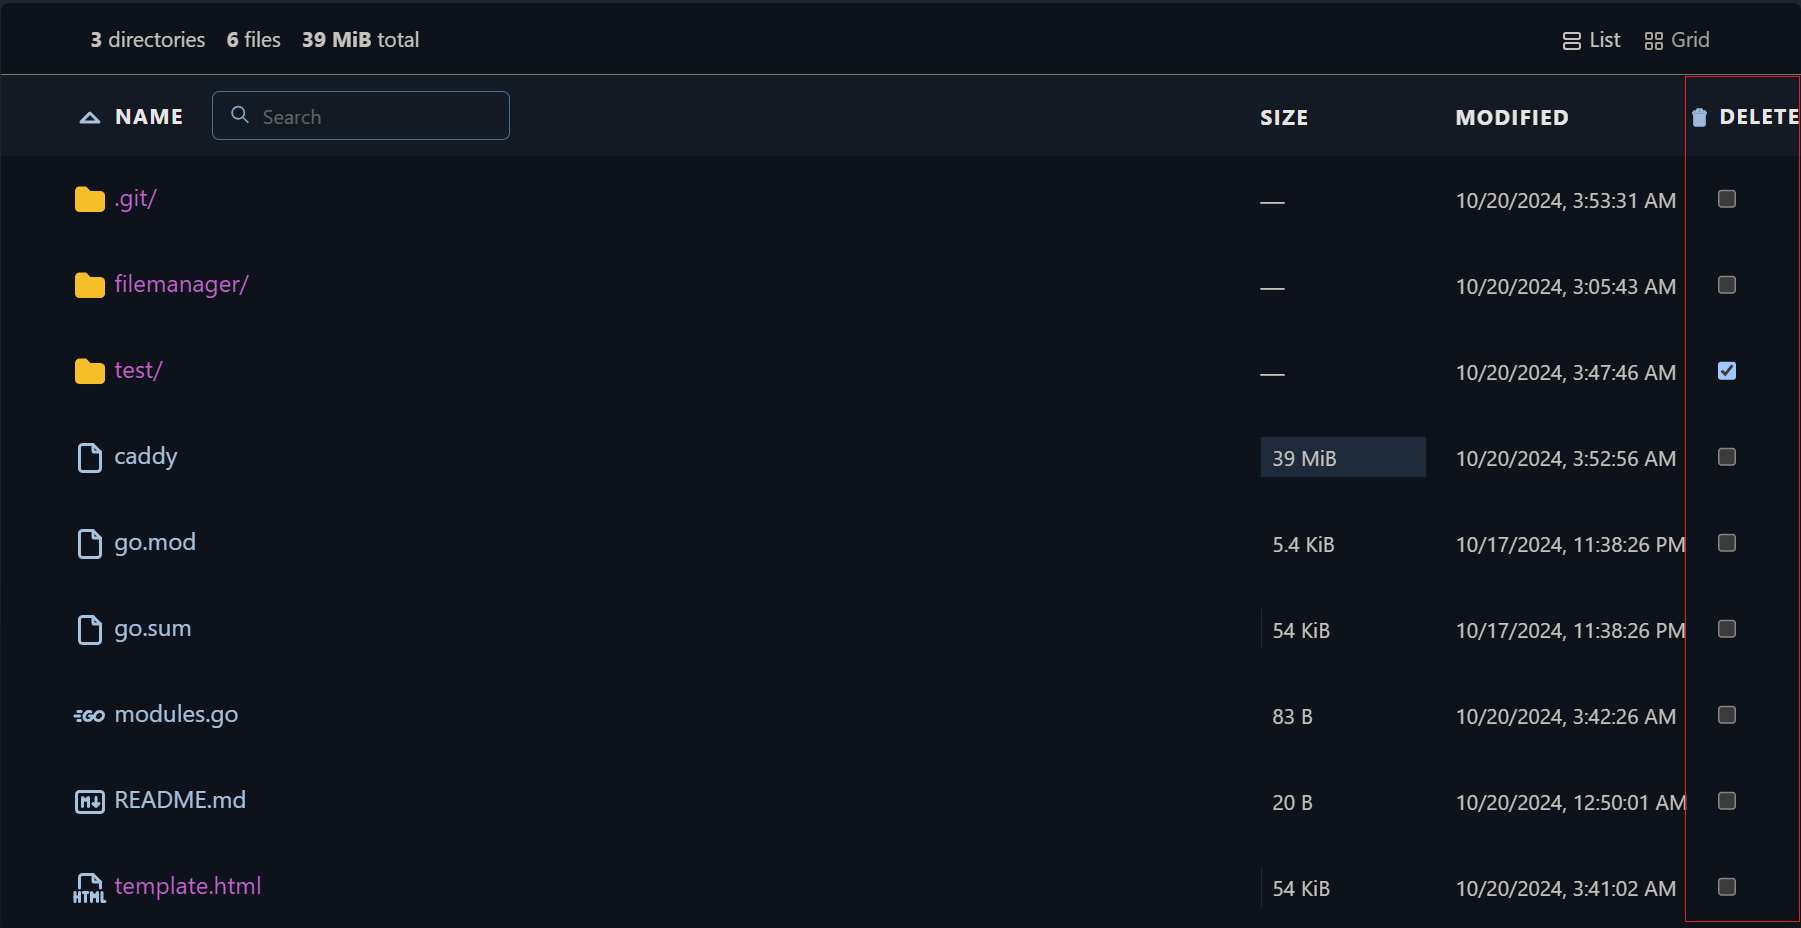 3 directories 6 files 39 MiB total List Grid
NAME Search SIZE MODIFIED DELETE
.git/ — 10/20/2024, 3:53:31 AM
filemanager/ — 10/20/2024, 3:05:43 AM
test/ — 10/20/2024, 3:47:46 AM
caddy 39 MiB 10/20/2024, 3:52:56 AM
go.mod 5.4 KiB 10/17/2024, 11:38:26 PM
go.sum 54 KiB 10/17/2024, 11:38:26 PM
GO modules.go 83 B 10/20/2024, 3:42:26 AM
M README.md 20 B 10/20/2024, 12:50:01 AM
HTML template.html 54 KiB 10/20/2024, 3:41:02 AM